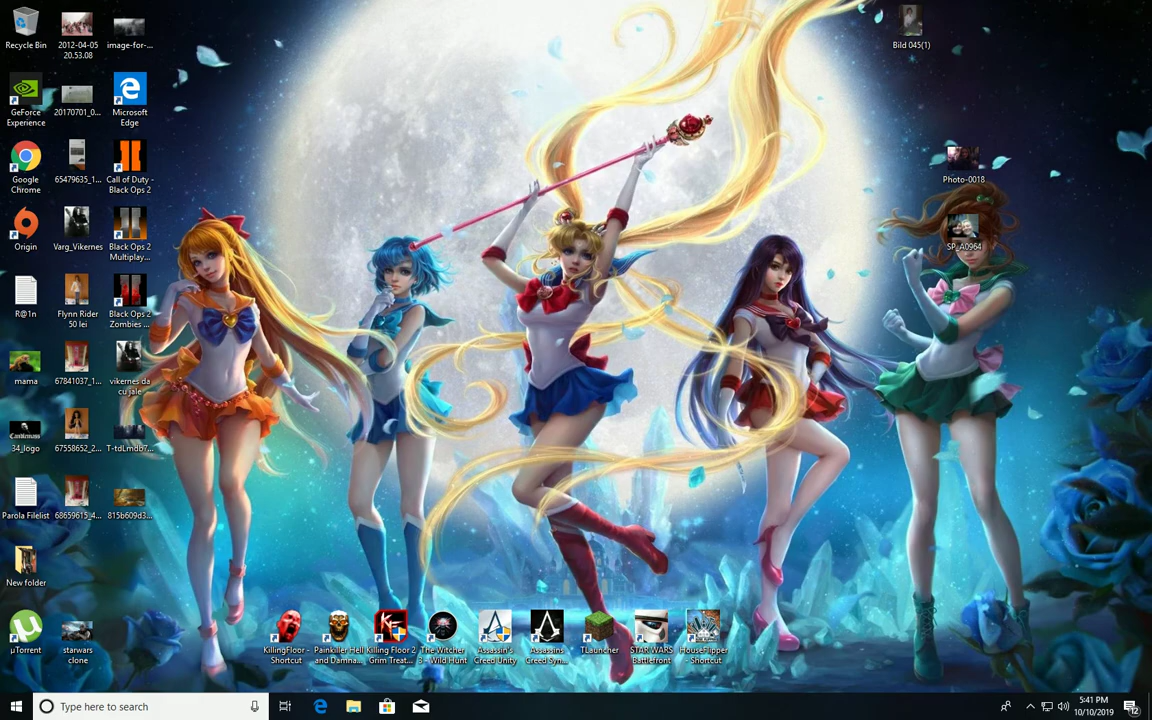 Recycle Bin
2012-04-05
20.53.08
image-for-...
Bild 045(1)
GeForce
Experience
20170701_0...
Microsoft
Edge
Google
Chrome
65479635_1...
Call of Duty -
Black Ops 2
Photo-0018
Origin
Varg_Vikernes
Black Ops 2
Multiplay...
SP_A0964
R@1n
Flynn Rider
50 lei
Black Ops 2
Zombies ...
mama
67841037_1...
vikernes da
cu jale
34_logo
67558652_2...
T-tdLmdb7...
Parola Filelist
68659615_4...
815b609d3...
New folder
µTorrent
starwars
clone
KillingFloor -
Shortcut
Painkiller Hell
and Damna...
KF
Killing Floor 2
Grim Treat...
The Witcher
3 - Wild Hunt
Assassin's
Creed Unity
Assassins
Creed Syn...
TLauncher
STAR WARS
Battlefront
HouseFlipper
- Shortcut
Type here to search
5:41 PM
10/10/2019
12